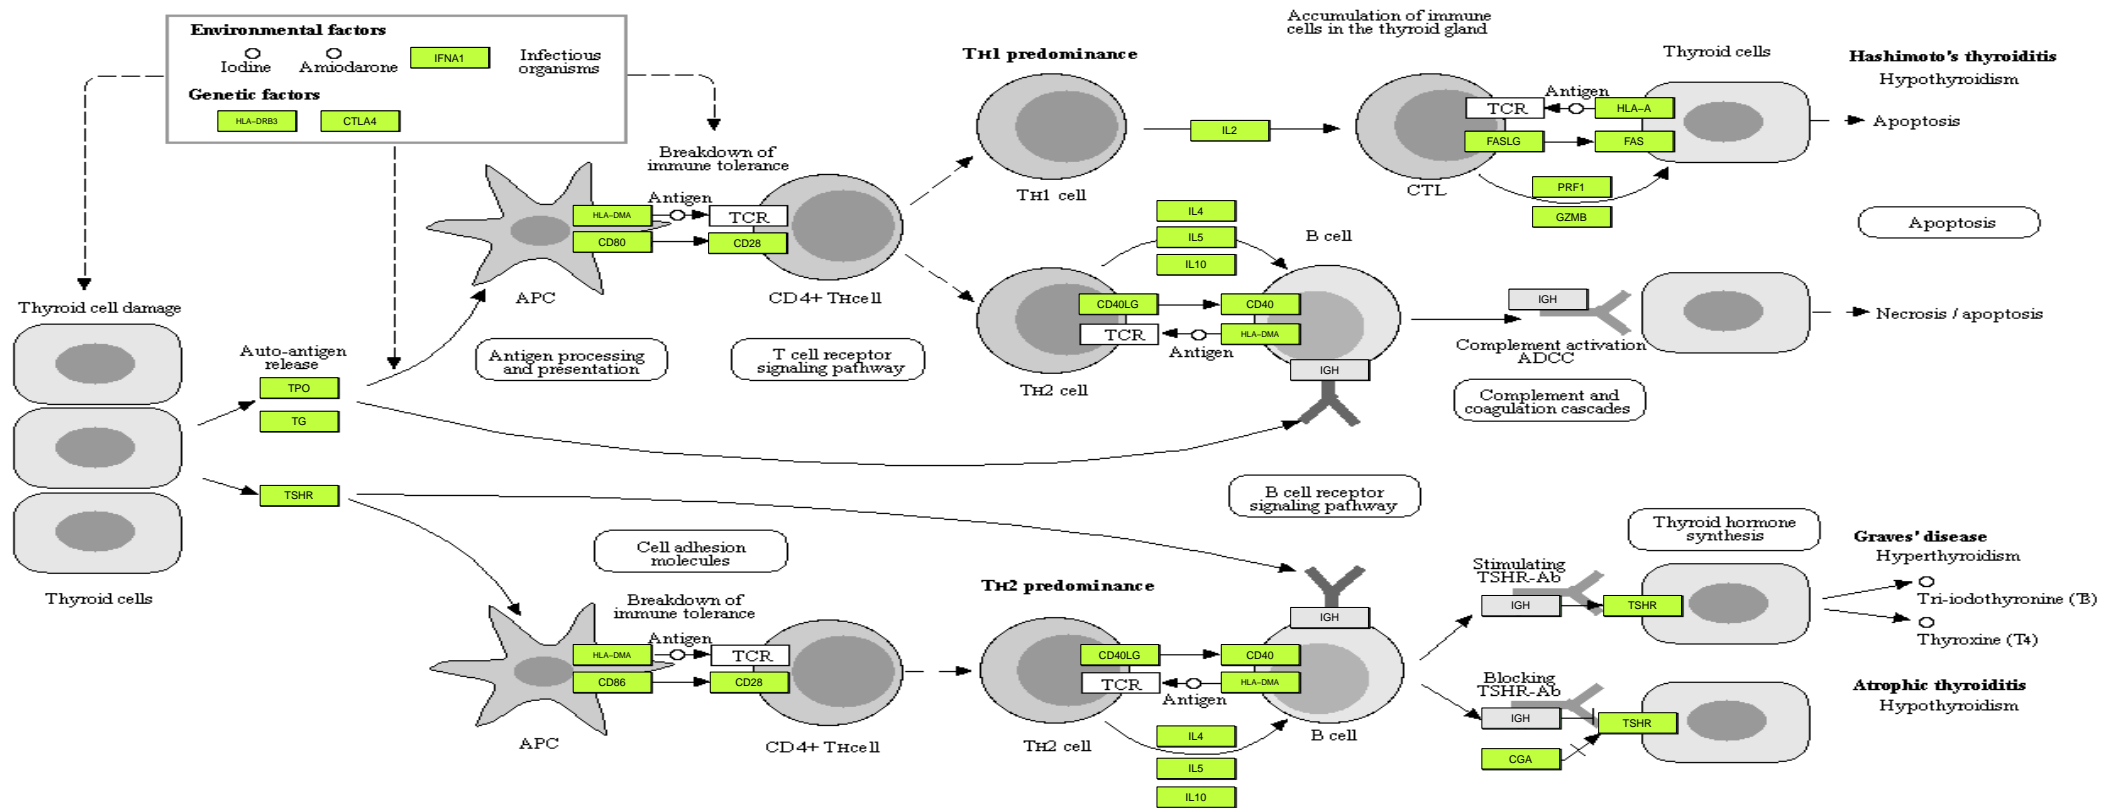 Environmental factors
Iodine
Amiodarone
IFNA1
Infectious
organisms
Genetic factors
HLA-DRB3
CTLA4
Thyroid cell damage
Thyroid cells
Auto-antigen
release
TPO
TG
TSHR
Breakdown of
immune tolerance
Antigen
HLA-DMA
TCR
CD80
CD28
APC
CD4+ THcell
Antigen processing
and presentation
T cell receptor
signaling pathway
TH1 predominance
TH1 cell
IL2
Accumulation of immune
cells in the thyroid gland
CTL
TCR
Antigen
HLA-A
FASLG
FAS
PRF1
GZMB
Thyroid cells
Hashimoto's thyroiditis
Hypothyroidism
Apoptosis
Apoptosis
IL4
IL5
IL10
B cell
CD40LG
CD40
TCR
HLA-DMA
Antigen
IGH
TH2 cell
IGH
Complement activation
ADCC
Complement and
coagulation cascades
Necrosis / apoptosis
B cell receptor
signaling pathway
Cell adhesion
molecules
Breakdown of
immune tolerance
Antigen
HLA-DMA
TCR
CD86
CD28
APC
CD4+ THcell
TH2 predominance
IGH
CD40LG
CD40
TCR
HLA-DMA
Antigen
TH2 cell
IL4
IL5
IL10
B cell
Thyroid hormone
synthesis
Stimulating
TSHR-Ab
IGH
TSHR
Graves' disease
Hyperthyroidism
Tri-iodothyronine (T3)
Thyroxine (T4)
Blocking
TSHR-Ab
IGH
TSHR
CGA
Atrophic thyroiditis
Hypothyroidism